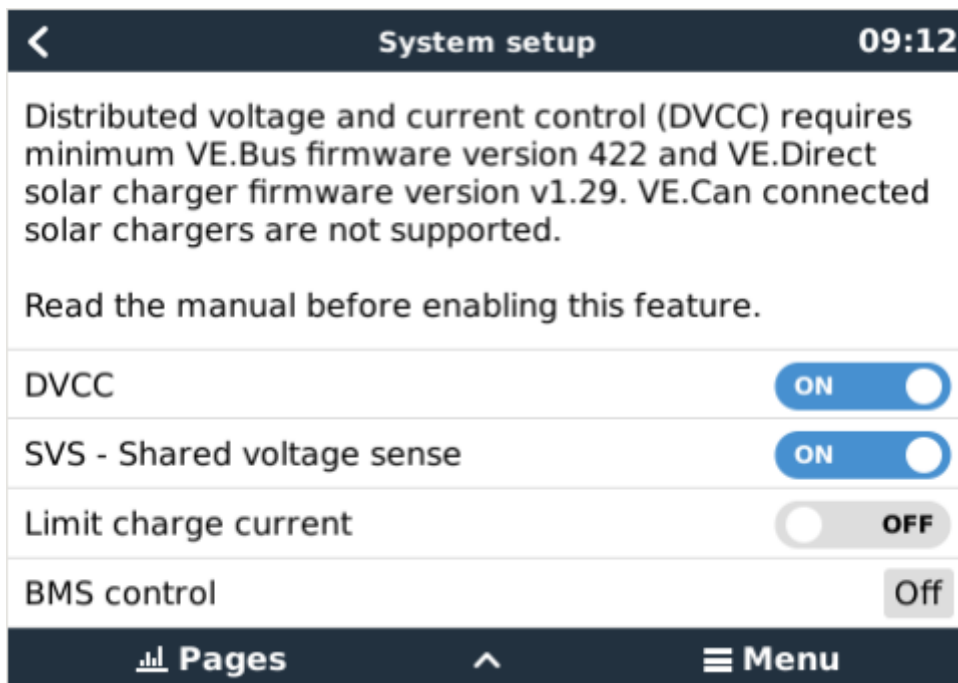 System setup 09:12
Distributed voltage and current control (DVCC) requires
minimum VE.Bus firmware version 422 and VE.Direct
solar charger firmware version v1.29. VE.Can connected
solar chargers are not supported.
Read the manual before enabling this feature.
DVCC ON
SVS - Shared voltage sense ON
Limit charge current OFF
BMS control Off
Pages Menu